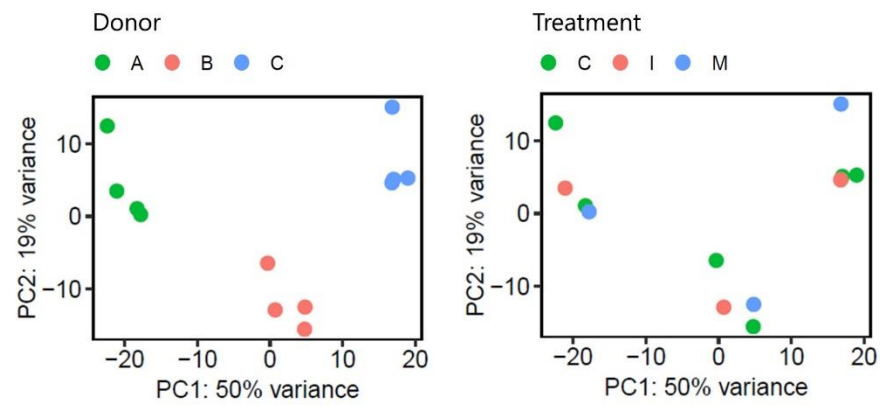 Donor
A B C
10
0
−10
−20 −10 0 10 20
PC1: 50% variance
PC2: 19% variance
Treatment
C I M
10
0
−10
−20 −10 0 10 20
PC1: 50% variance
PC2: 19% variance